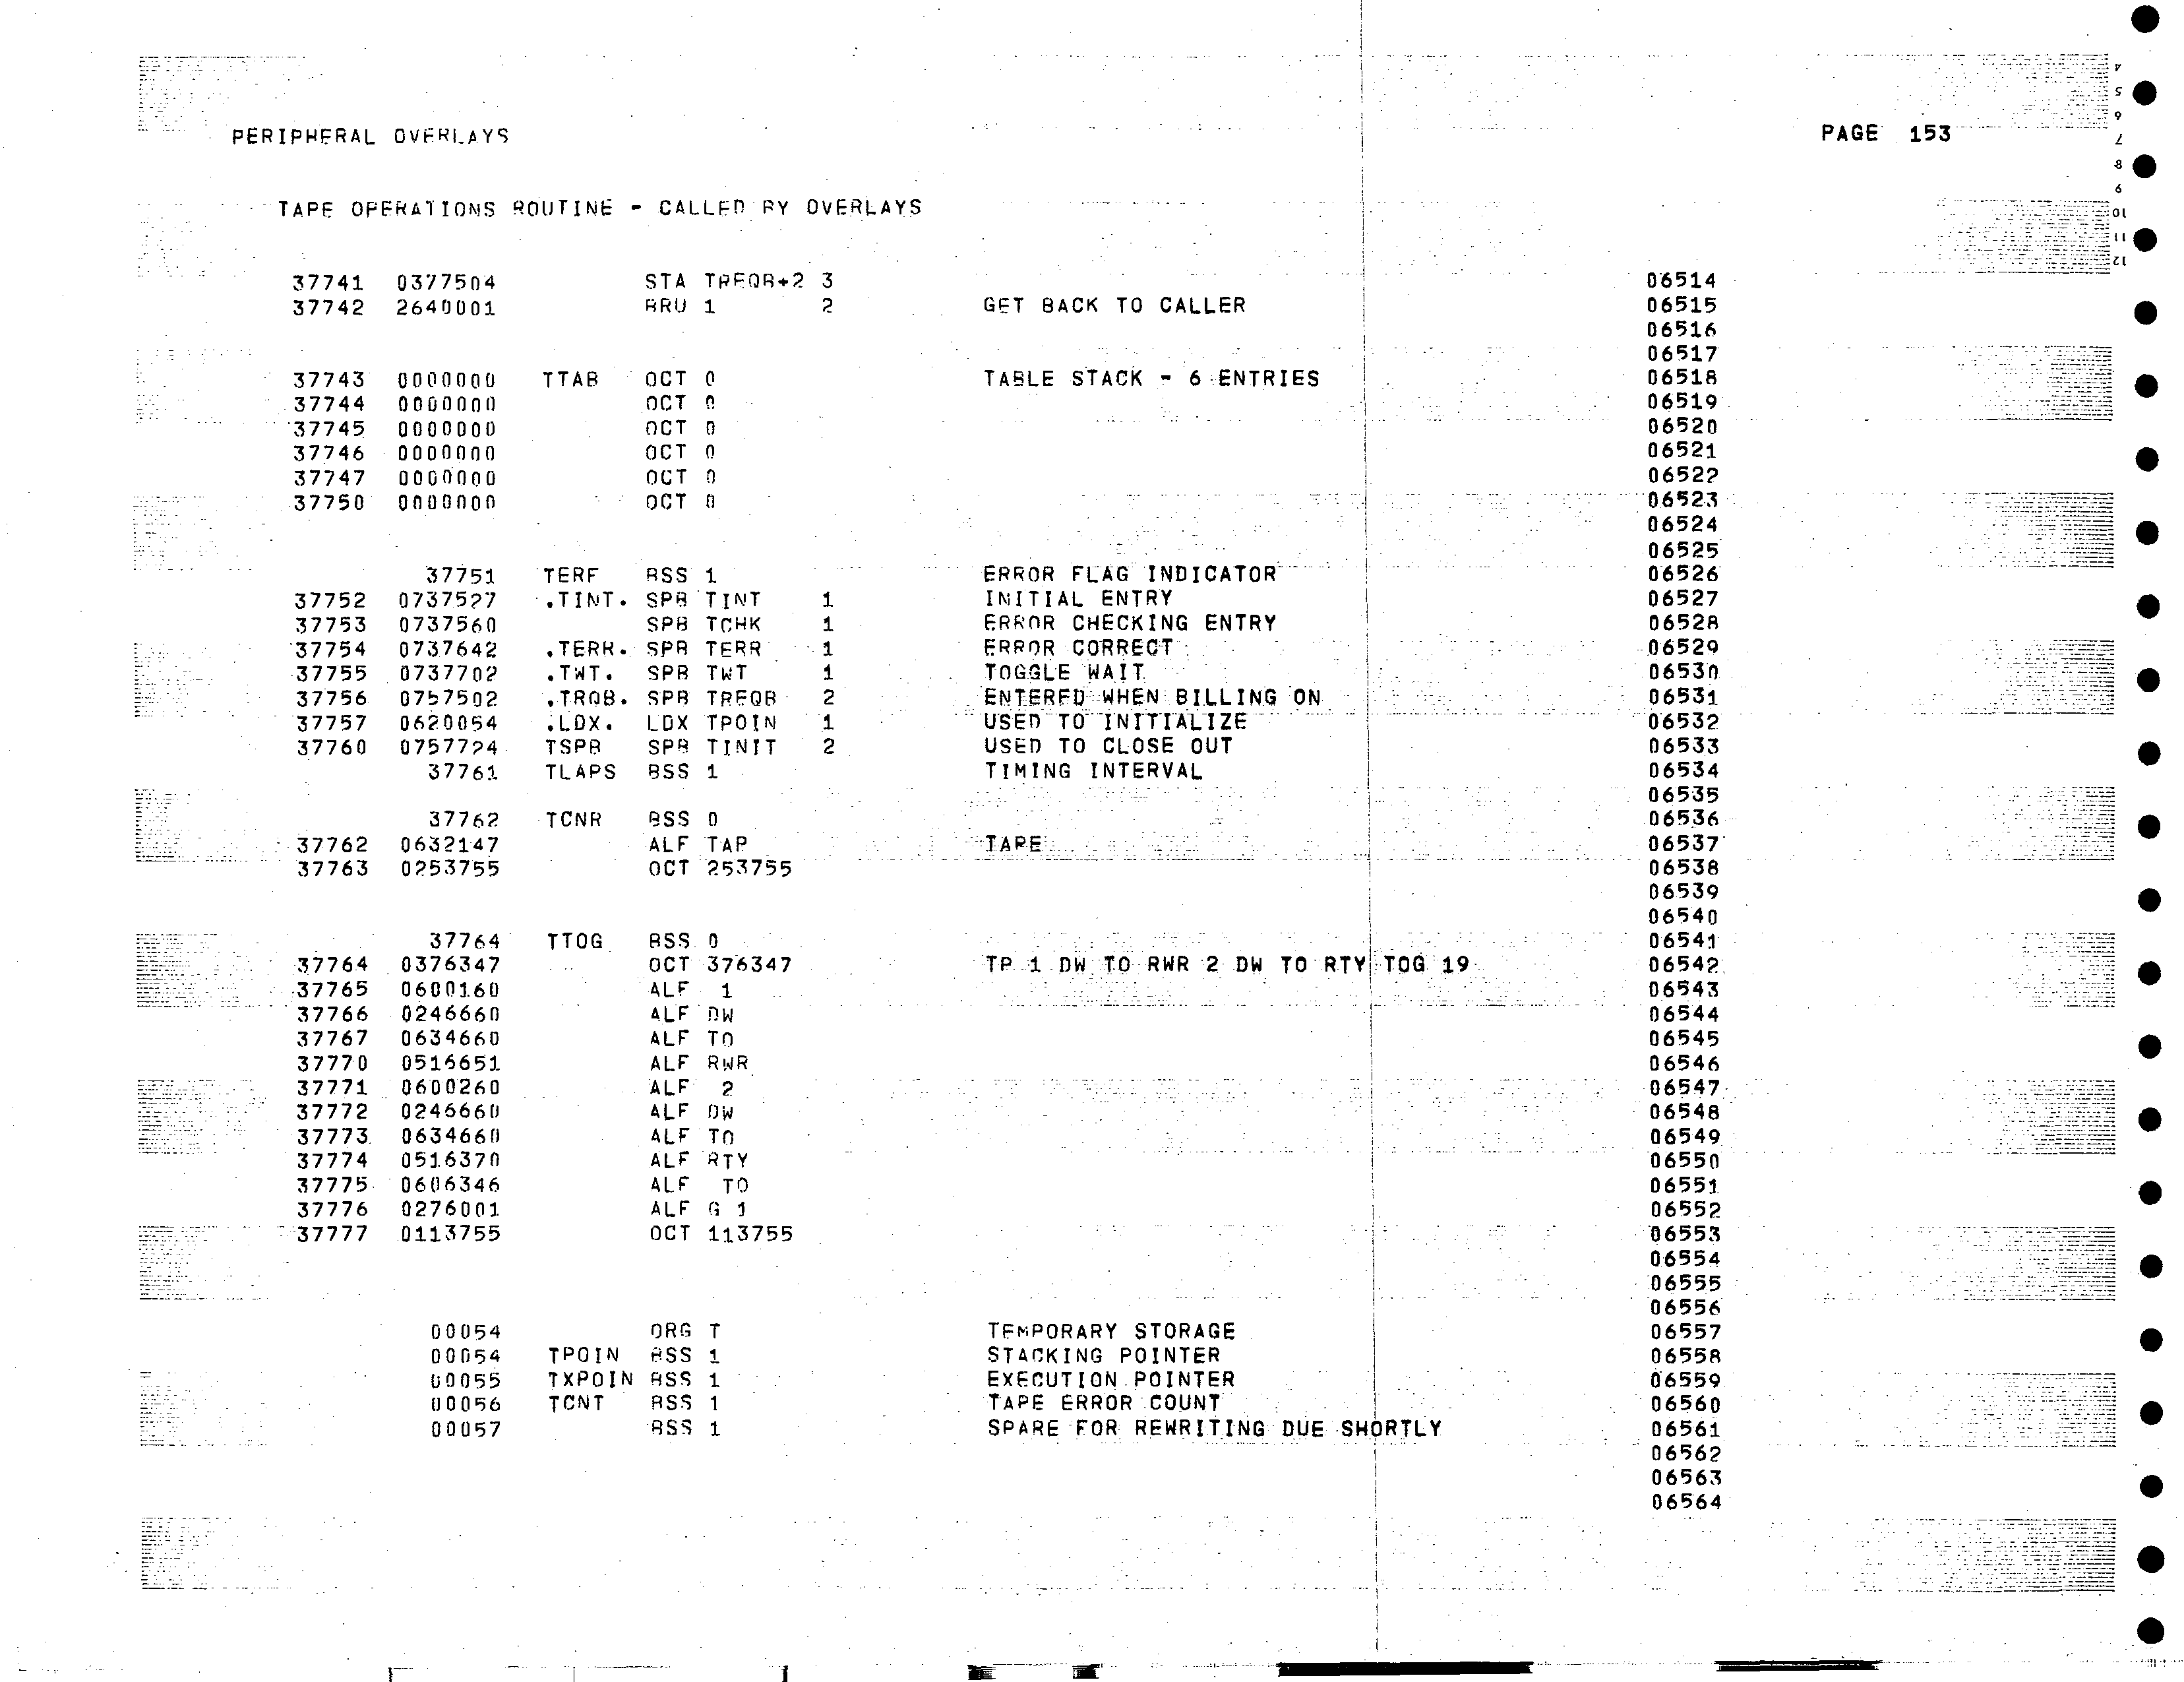 PERIPHERAL OVERLAYS PAGE 153
TAPE OPERATIONS ROUTINE - CALLED BY OVERLAYS
37741 0377504 STA TREQB+2 3 06514
37742 2640001 BRU 1 2 GET BACK TO CALLER 06515
06516
06517
37743 0000000 TTAB OCT 0 TABLE STACK - 6 ENTRIES 06518
37744 0000000 OCT 0 06519
37745 0000000 OCT 0 06520
37746 0000000 OCT 0 06521
37747 0000000 OCT 0 06522
37750 0000000 OCT 0 06523
06524
06525
37751 TERF BSS 1 ERROR FLAG INDICATOR 06526
37752 0737527 .TINT. SPB TINT 1 INITIAL ENTRY 06527
37753 0737560 SPB TCHK 1 ERROR CHECKING ENTRY 06528
37754 0737642 .TERR. SPB TERR 1 ERROR CORRECT 06529
37755 0737702 .TWT. SPB TWT 1 TOGGLE WAIT 06530
37756 0757502 .TRQB. SPB TREQB 2 ENTERED WHEN BILLING ON 06531
37757 0620054 .LDX. LDX TPOIN 1 USED TO INITIALIZE 06532
37760 0757724 TSPB SPB TINIT 2 USED TO CLOSE OUT 06533
37761 TLAPS BSS 1 TIMING INTERVAL 06534
06535
37762 TCNR BSS 0 06536
37762 0632147 ALF TAP TAPE 06537
37763 0253755 OCT 253755 06538
06539
06540
37764 TTOG BSS 0 06541
37764 0376347 OCT 376347 TP 1 DW TO RWR 2 DW TO RTY TOG 19 06542
37765 0600160 ALF 1 06543
37766 0246660 ALF DW 06544
37767 0634660 ALF TO 06545
37770 0516651 ALF RWR 06546
37771 0600260 ALF 2 06547
37772 0246660 ALF DW 06548
37773 0634660 ALF TO 06549
37774 0516370 ALF RTY 06550
37775 0606346 ALF TO 06551
37776 0276001 ALF G 1 06552
37777 0113755 OCT 113755 06553
06554
06555
06556
00054 ORG T TEMPORARY STORAGE 06557
00054 TPOIN BSS 1 STACKING POINTER 06558
00055 TXPOIN BSS 1 EXECUTION POINTER 06559
00056 TCNT BSS 1 TAPE ERROR COUNT 06560
00057 BSS 1 SPARE FOR REWRITING DUE SHORTLY 06561
06562
06563
06564
4
5
6
7
8
9
10
11
12